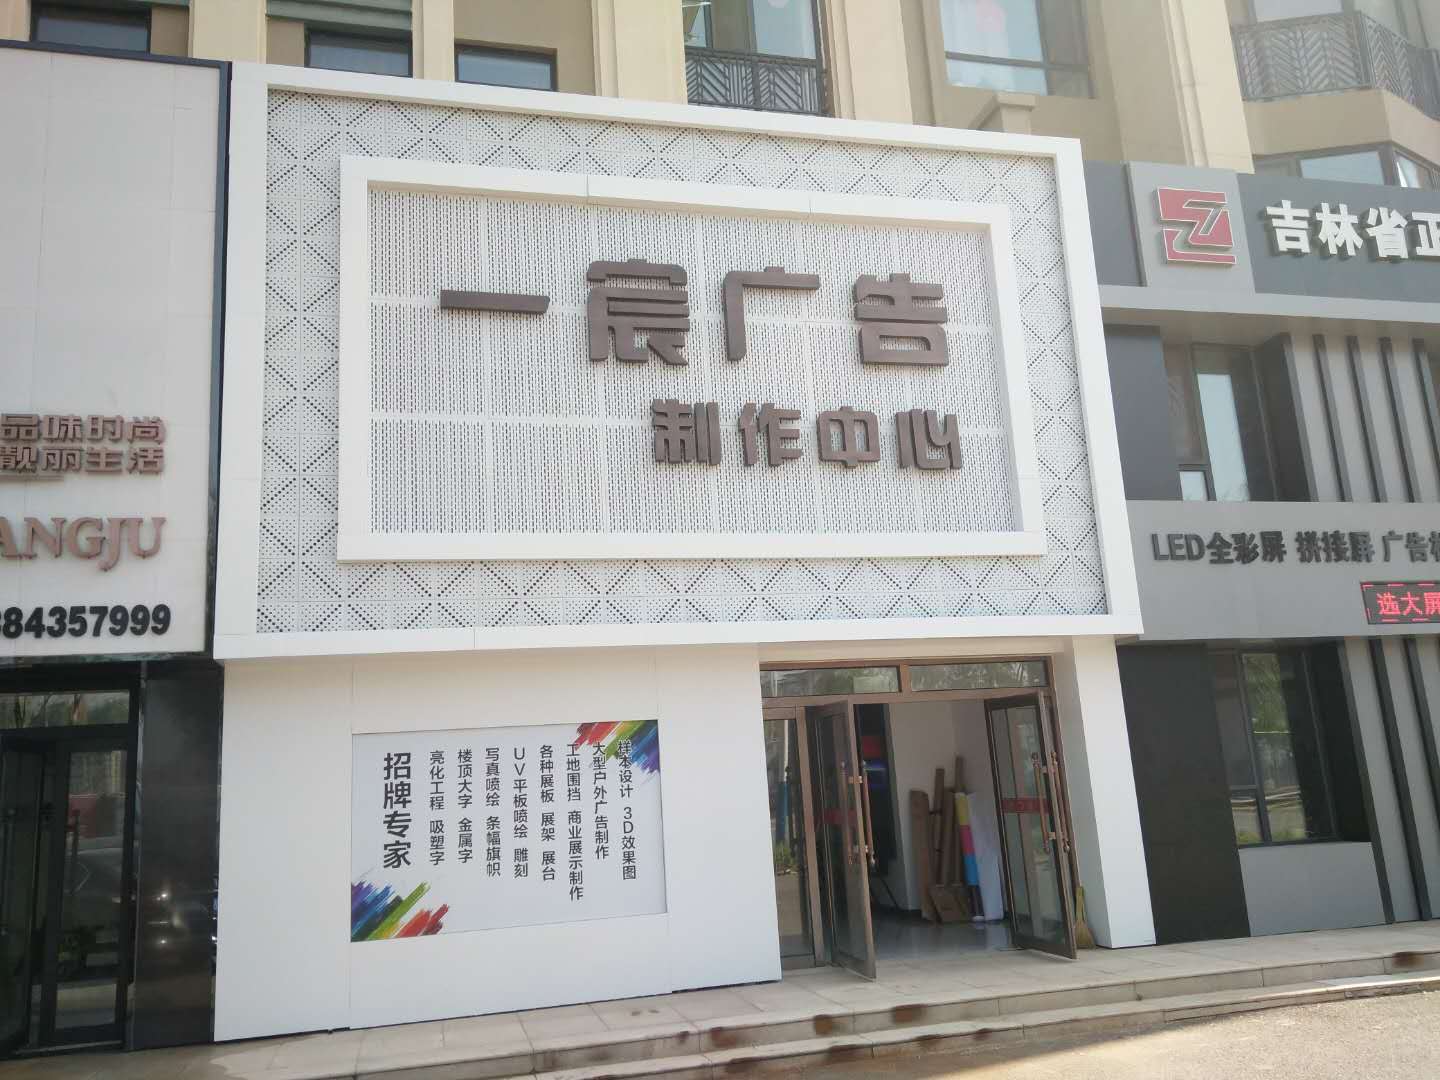 一宸广告
制作中心
品味时尚
靓丽生活
ANGJU
84357999
吉林省正
LED全彩屏 拼接屏 广告
选大屏
样本设计 3D效果图
大型户外广告制作
工地围挡 商业展示制作
各种展板 展架 展台
UV平板喷绘 雕刻
写真喷绘 条幅旗帜
楼顶大字 金属字
亮化工程 吸塑字
招牌专家